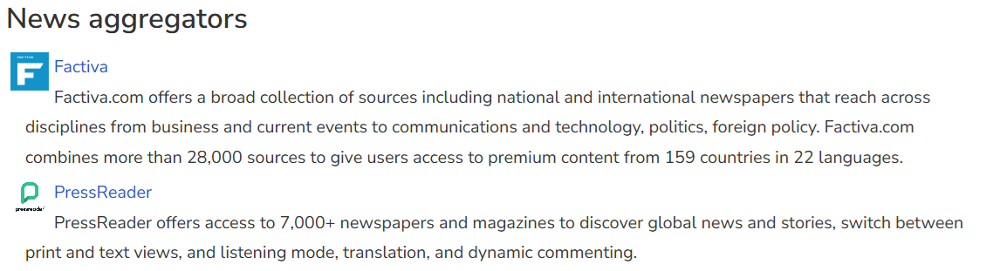 News aggregators
FACTIVA
Factiva
Factiva.com offers a broad collection of sources including national and international newspapers that reach across
disciplines from business and current events to communications and technology, politics, foreign policy. Factiva.com
combines more than 28,000 sources to give users access to premium content from 159 countries in 22 languages.
pressreader
PressReader
PressReader offers access to 7,000+ newspapers and magazines to discover global news and stories, switch between
print and text views, and listening mode, translation, and dynamic commenting.